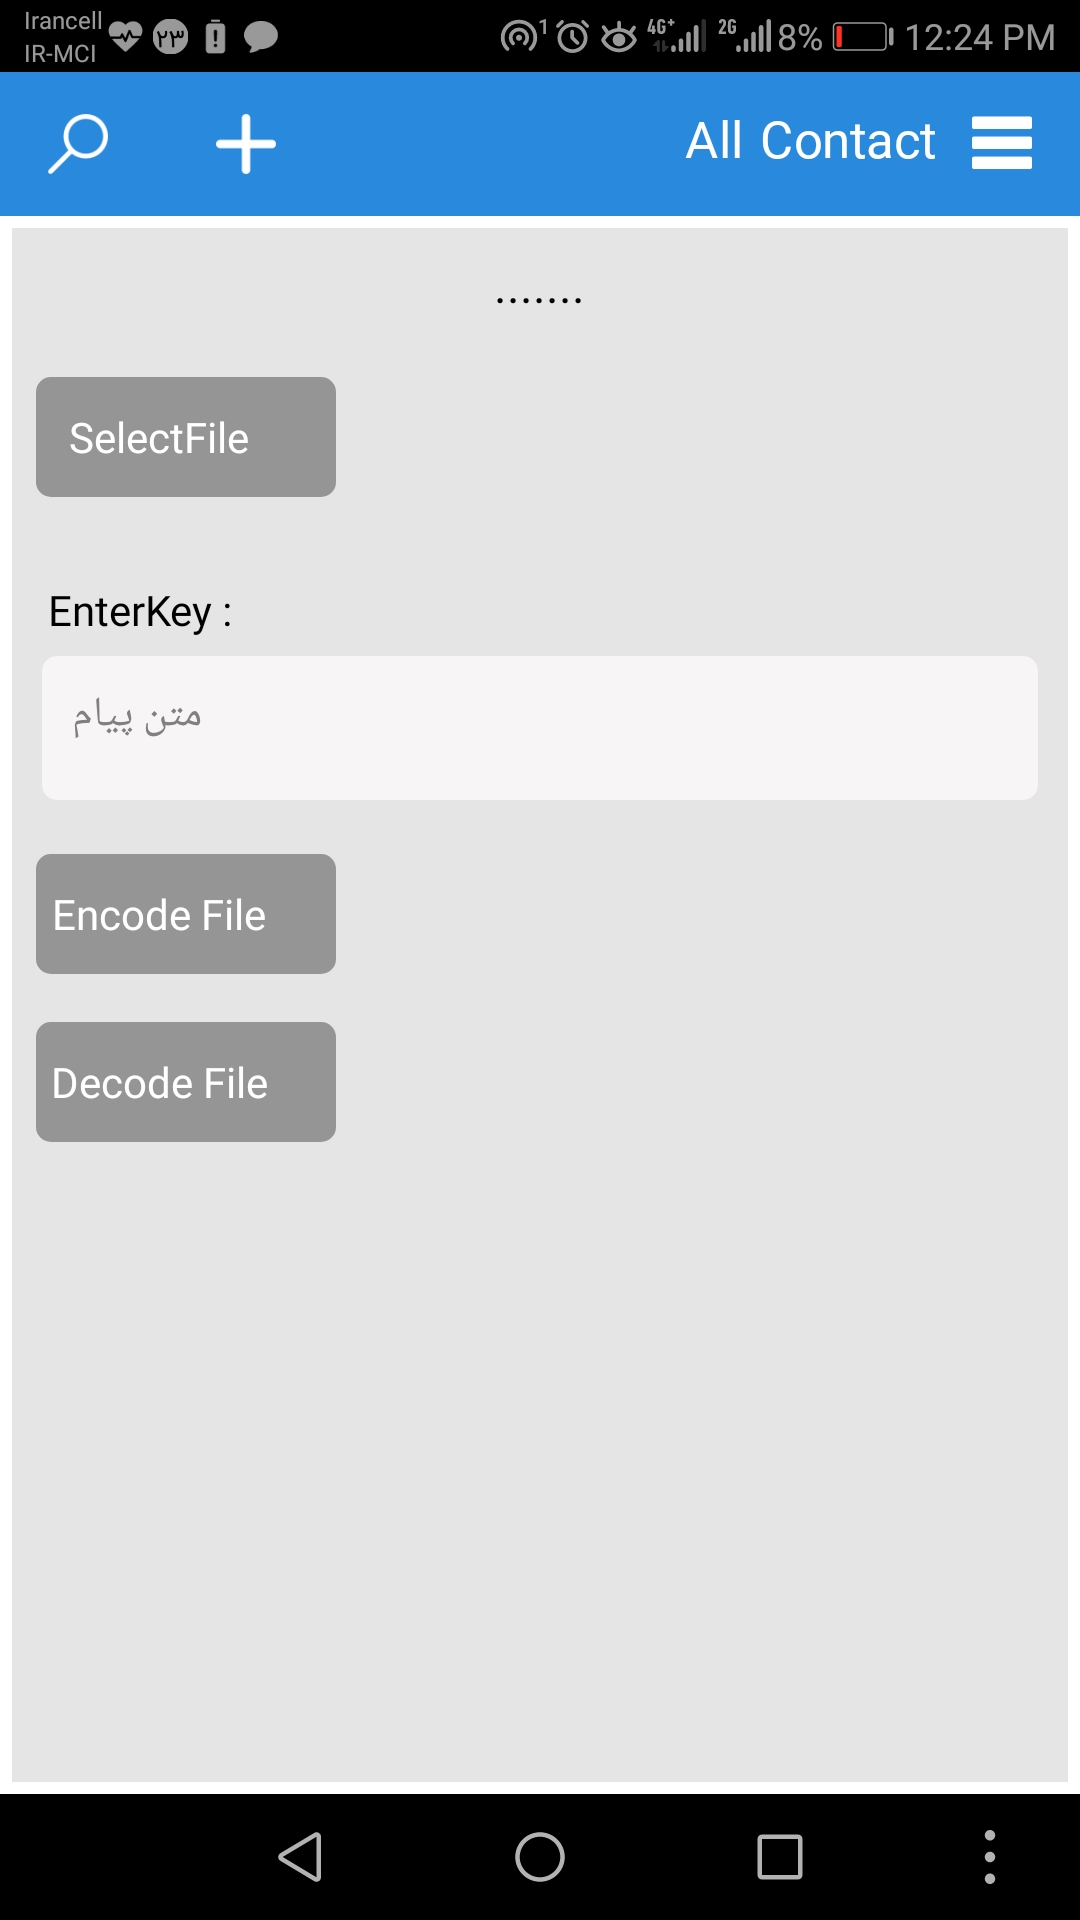 Irancell
IR-MCI
۲۳
1
4G+
2G
8%
12:24 PM
All Contact
.......
SelectFile
EnterKey :
متن پیام
Encode File
Decode File